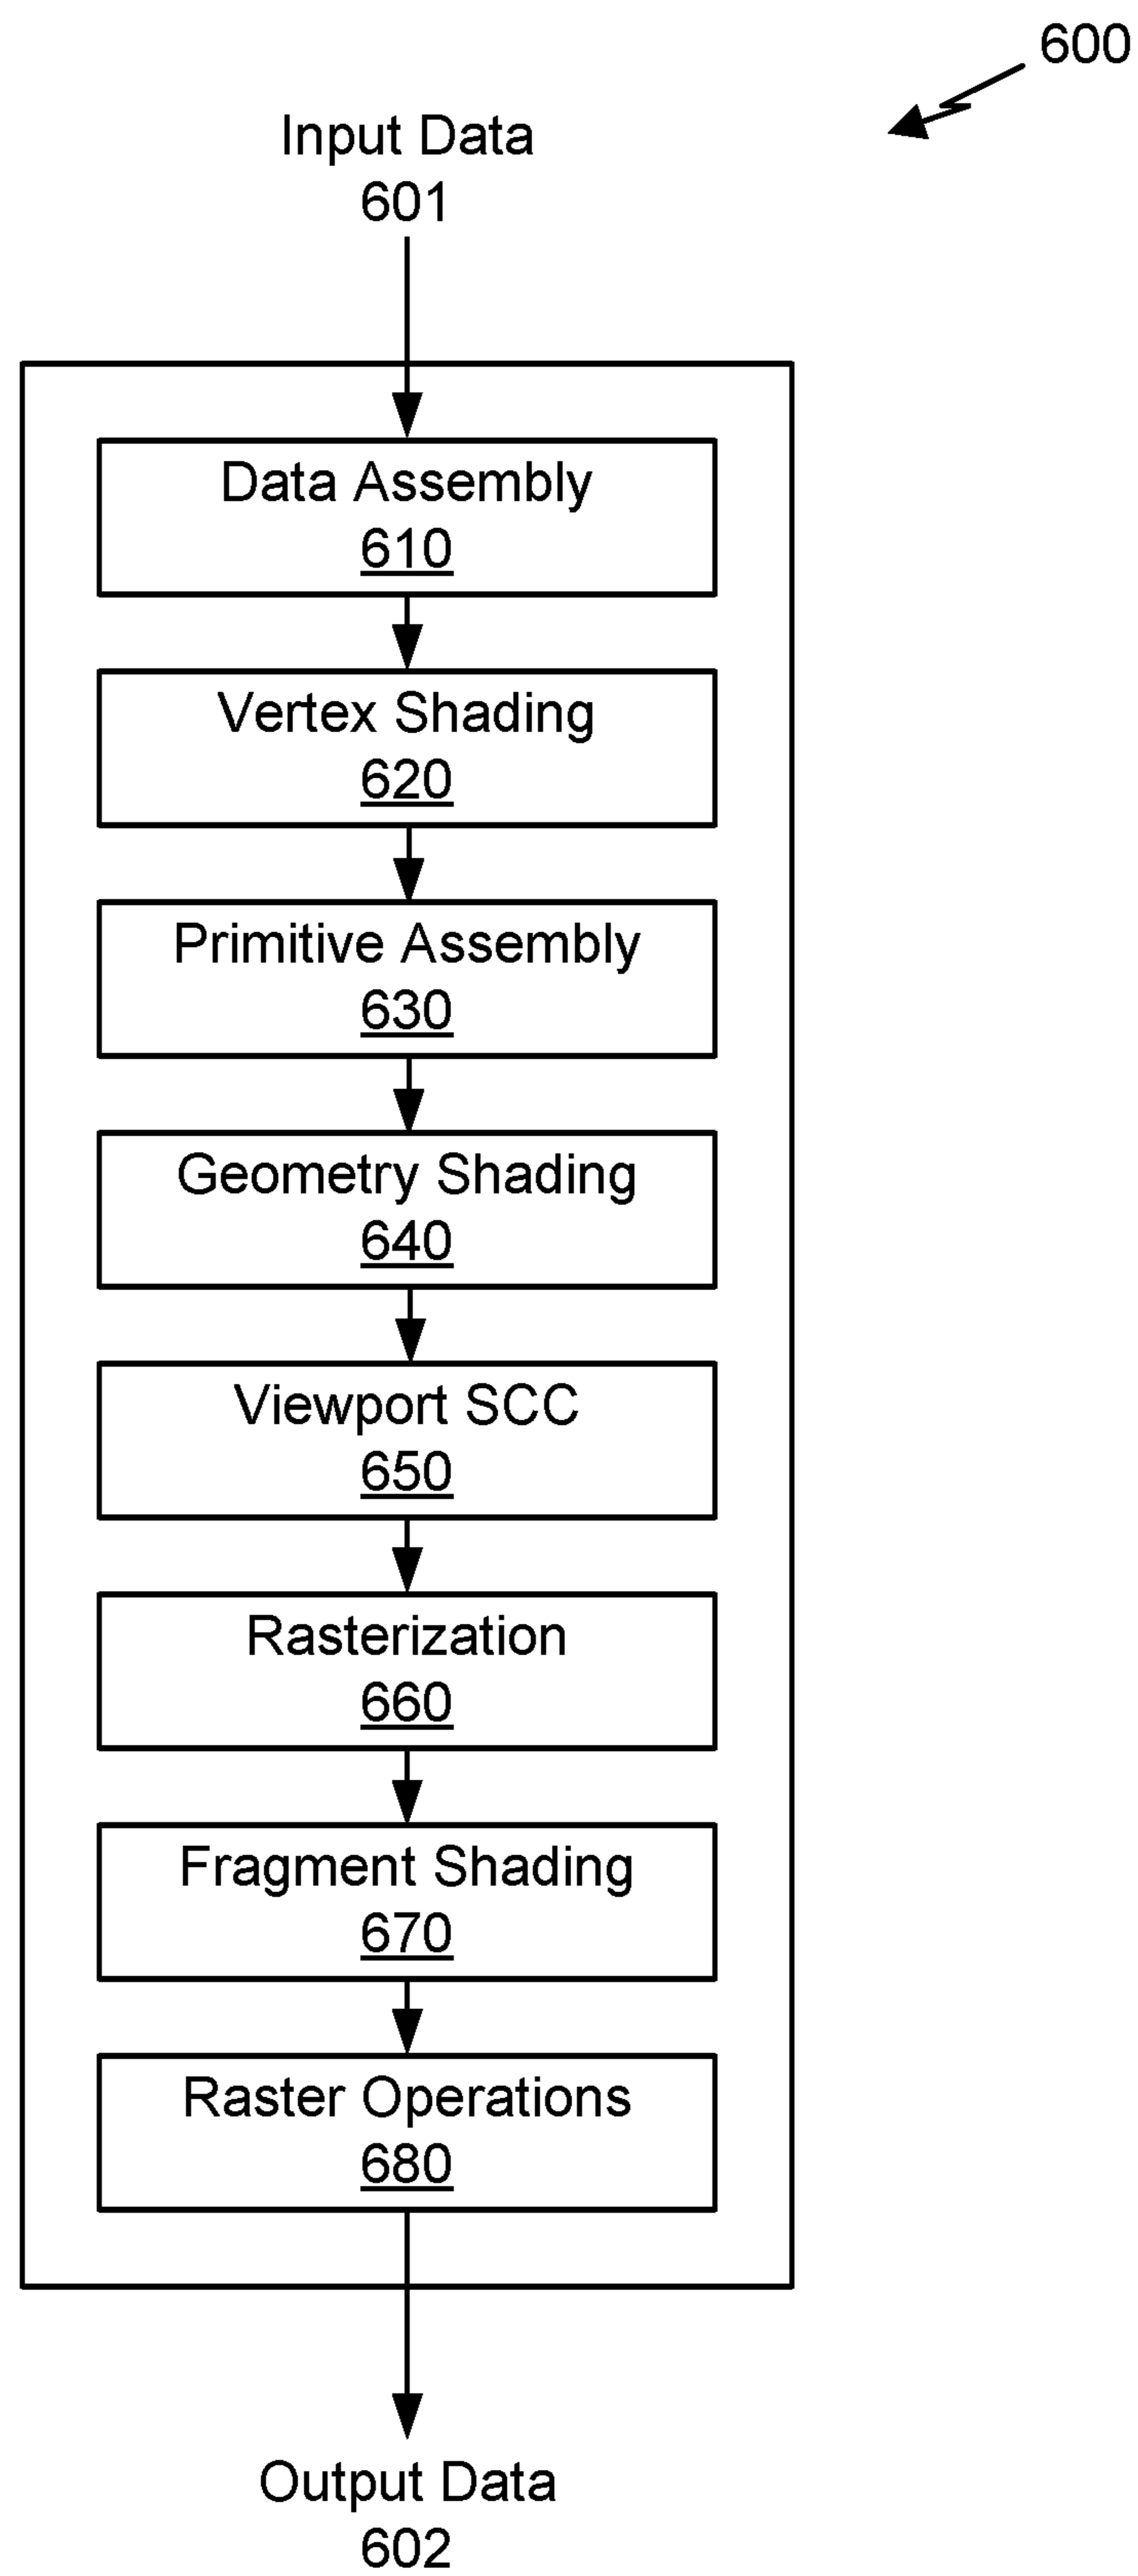 600
Input Data
601
Data Assembly
610
Vertex Shading
620
Primitive Assembly
630
Geometry Shading
640
Viewport SCC
650
Rasterization
660
Fragment Shading
670
Raster Operations
680
Output Data
602